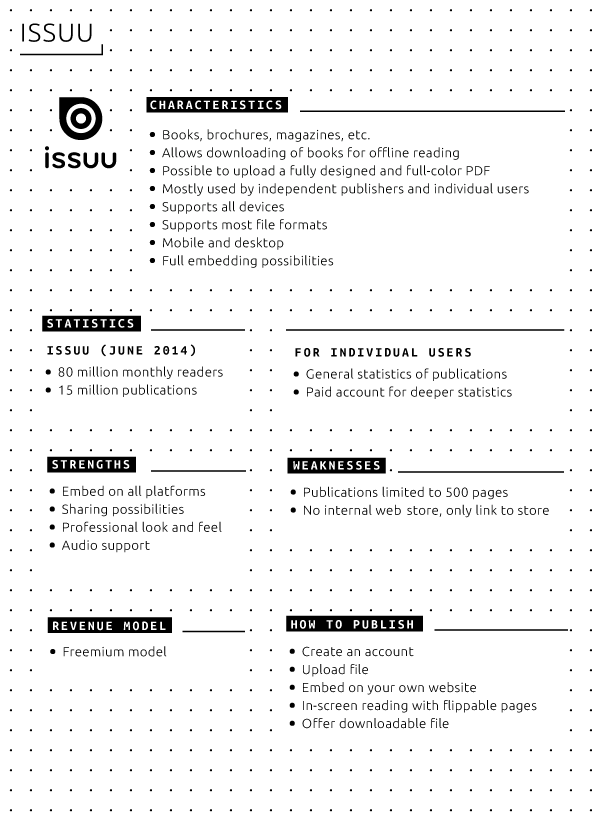 ISSUU
issuu
CHARACTERISTICS
Books, brochures, magazines, etc.
Allows downloading of books for offline reading
Possible to upload a fully designed and full-color PDF
Mostly used by independent publishers and individual users
Supports all devices
Supports most file formats
Mobile and desktop
Full embedding possibilities
STATISTICS
ISSUU (JUNE 2014)
80 million monthly readers
15 million publications
FOR INDIVIDUAL USERS
General statistics of publications
Paid account for deeper statistics
STRENGTHS
Embed on all platforms
Sharing possibilities
Professional look and feel
Audio support
WEAKNESSES
Publications limited to 500 pages
No internal web store, only link to store
REVENUE MODEL
Freemium model
HOW TO PUBLISH
Create an account
Upload file
Embed on your own website
In-screen reading with flippable pages
Offer downloadable file